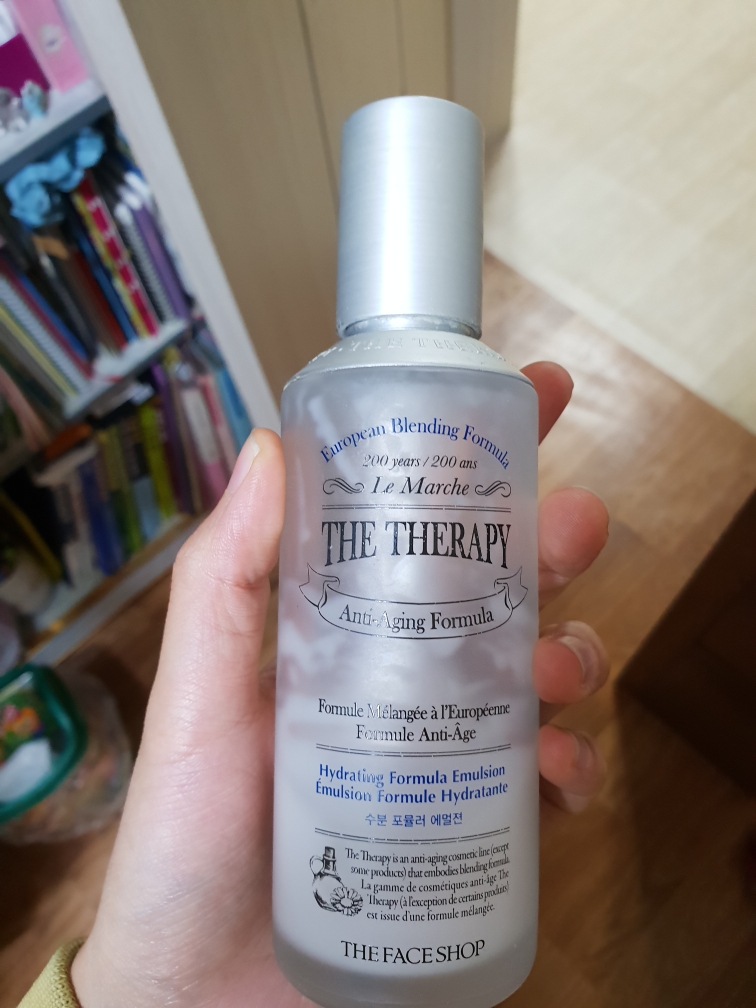 European Blending Formula
200 years / 200 ans
Le Marche
THE THERAPY
Anti-Aging Formula
Formule Mélangée à l'Européenne
Formule Anti-Âge
Hydrating Formula Emulsion
Émulsion Formule Hydratante
수분 포뮬러 에멀전
The Therapy is an anti-aging cosmetic line (except
some products) that embodies blending formula.
La gamme de cosmétiques anti-âge The
Therapy (à l'exception de certains produits)
est issue d'une formule mélangée.
THE FACE SHOP